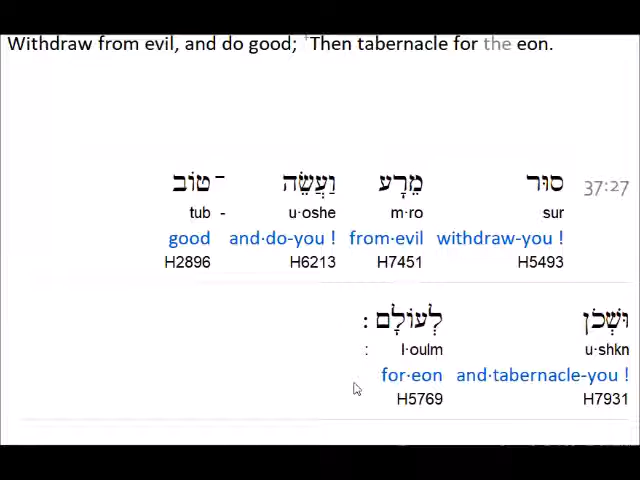 Withdraw from evil, and do good; ⁺Then tabernacle for the eon.
37:27 סוּר מֵרָע וַעֲשֵׂה ־ טוֹב
tub - u·oshe m·ro sur
good and·do-you ! from·evil withdraw-you !
H2896 H6213 H7451 H5493
וּשְׁכֹן לְעוֹלָם :
: l·oulm u·shkn
for·eon and·tabernacle-you !
H5769 H7931